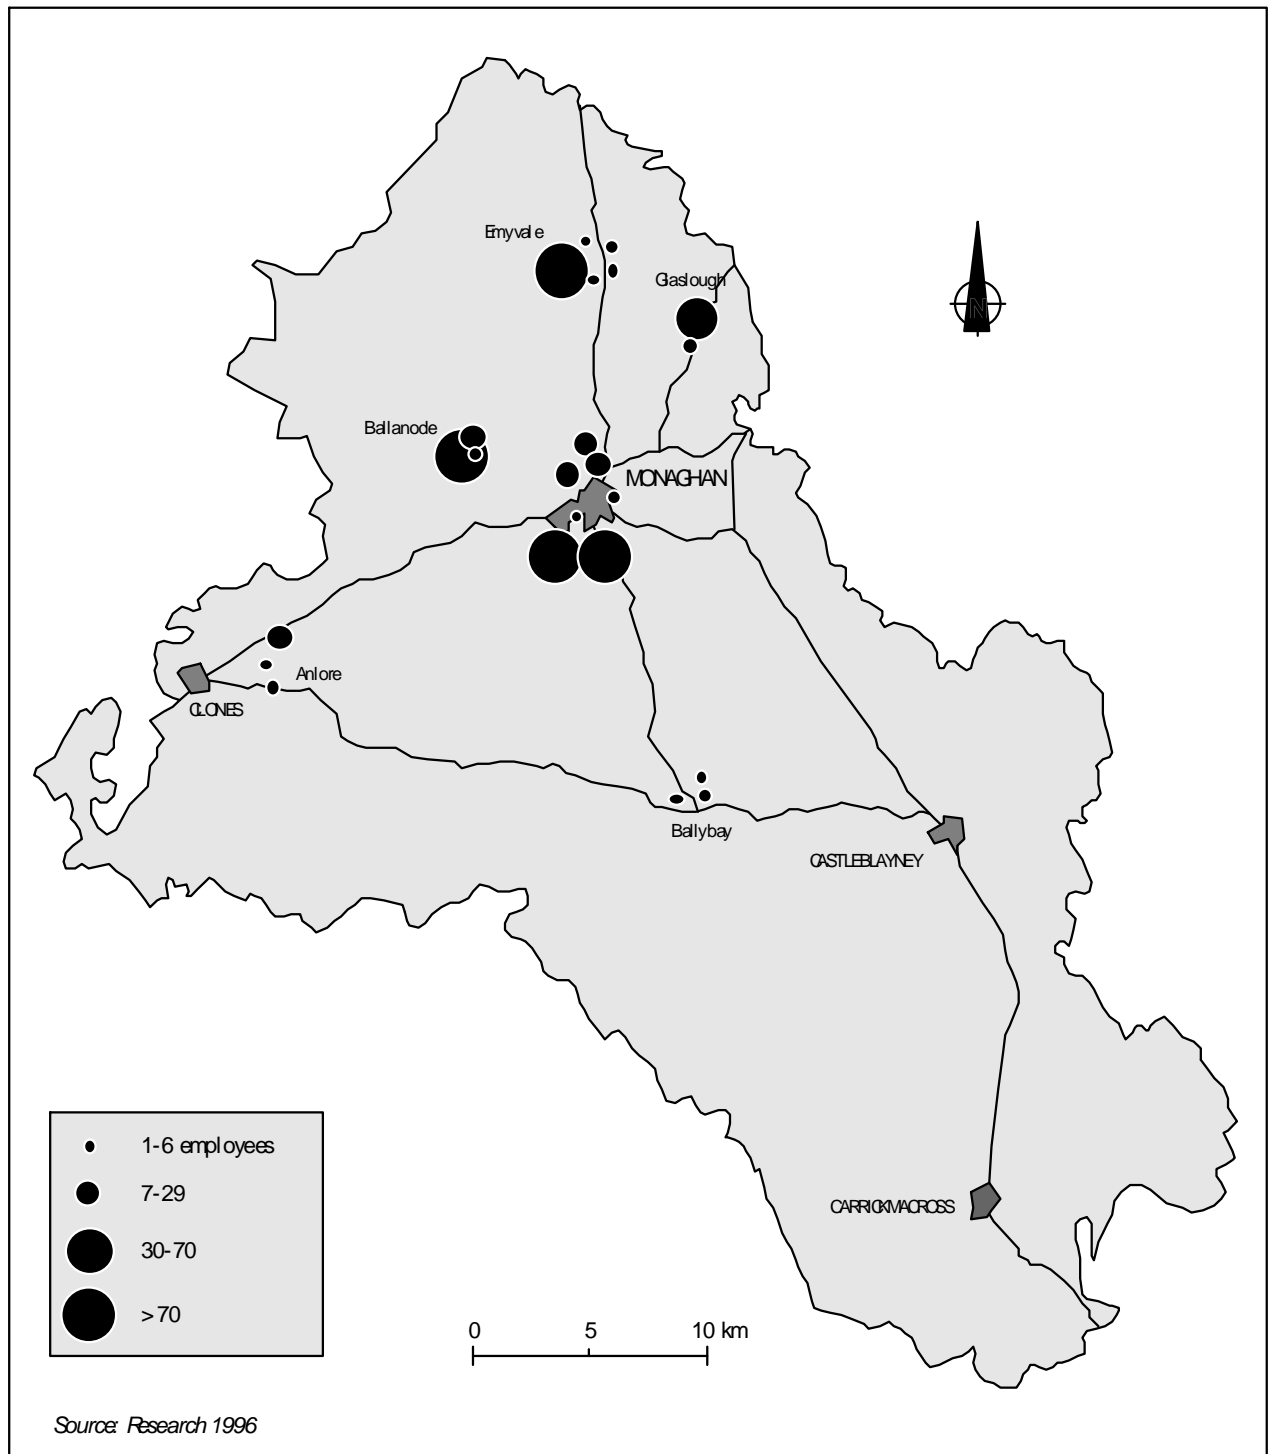 Emyvale
Glaslough
N
Ballanode
MONAGHAN
Anlore
CLONES
Ballybay
CASTLEBLAYNEY
1-6 employees
7-29
30-70
CARRICKMACROSS
>70
0 5 10 km
Source: Research 1996